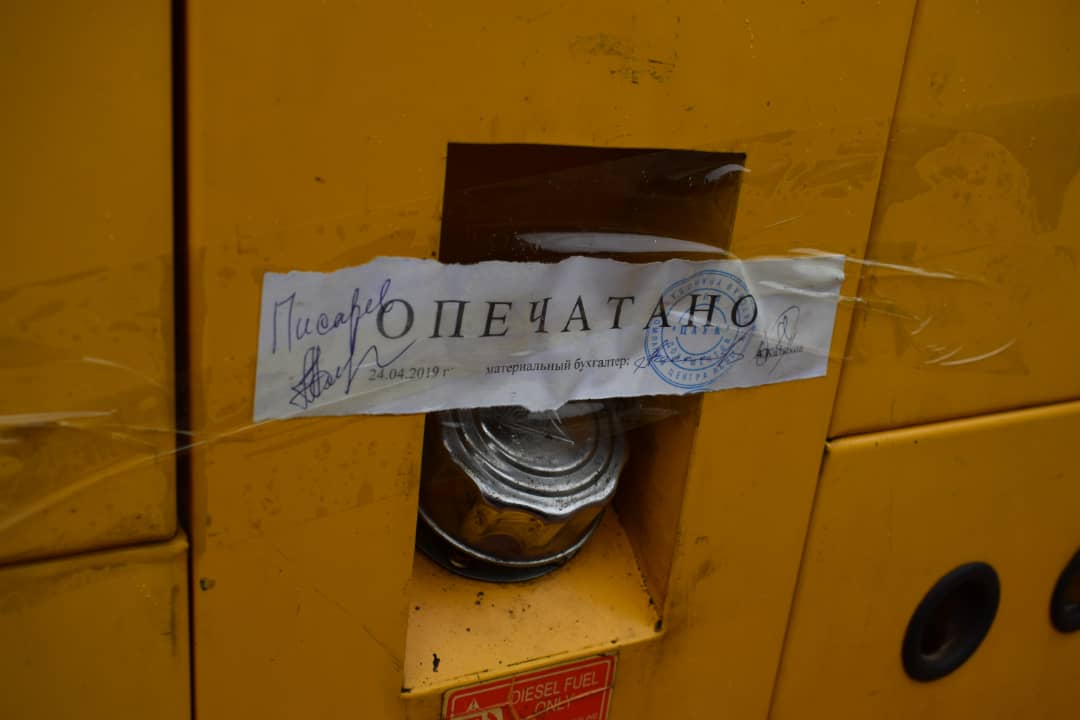 Писарев
ОПЕЧАТАНО
24.04.2019 г.
материальный бухгалтер:
DIESEL FUEL
ONLY